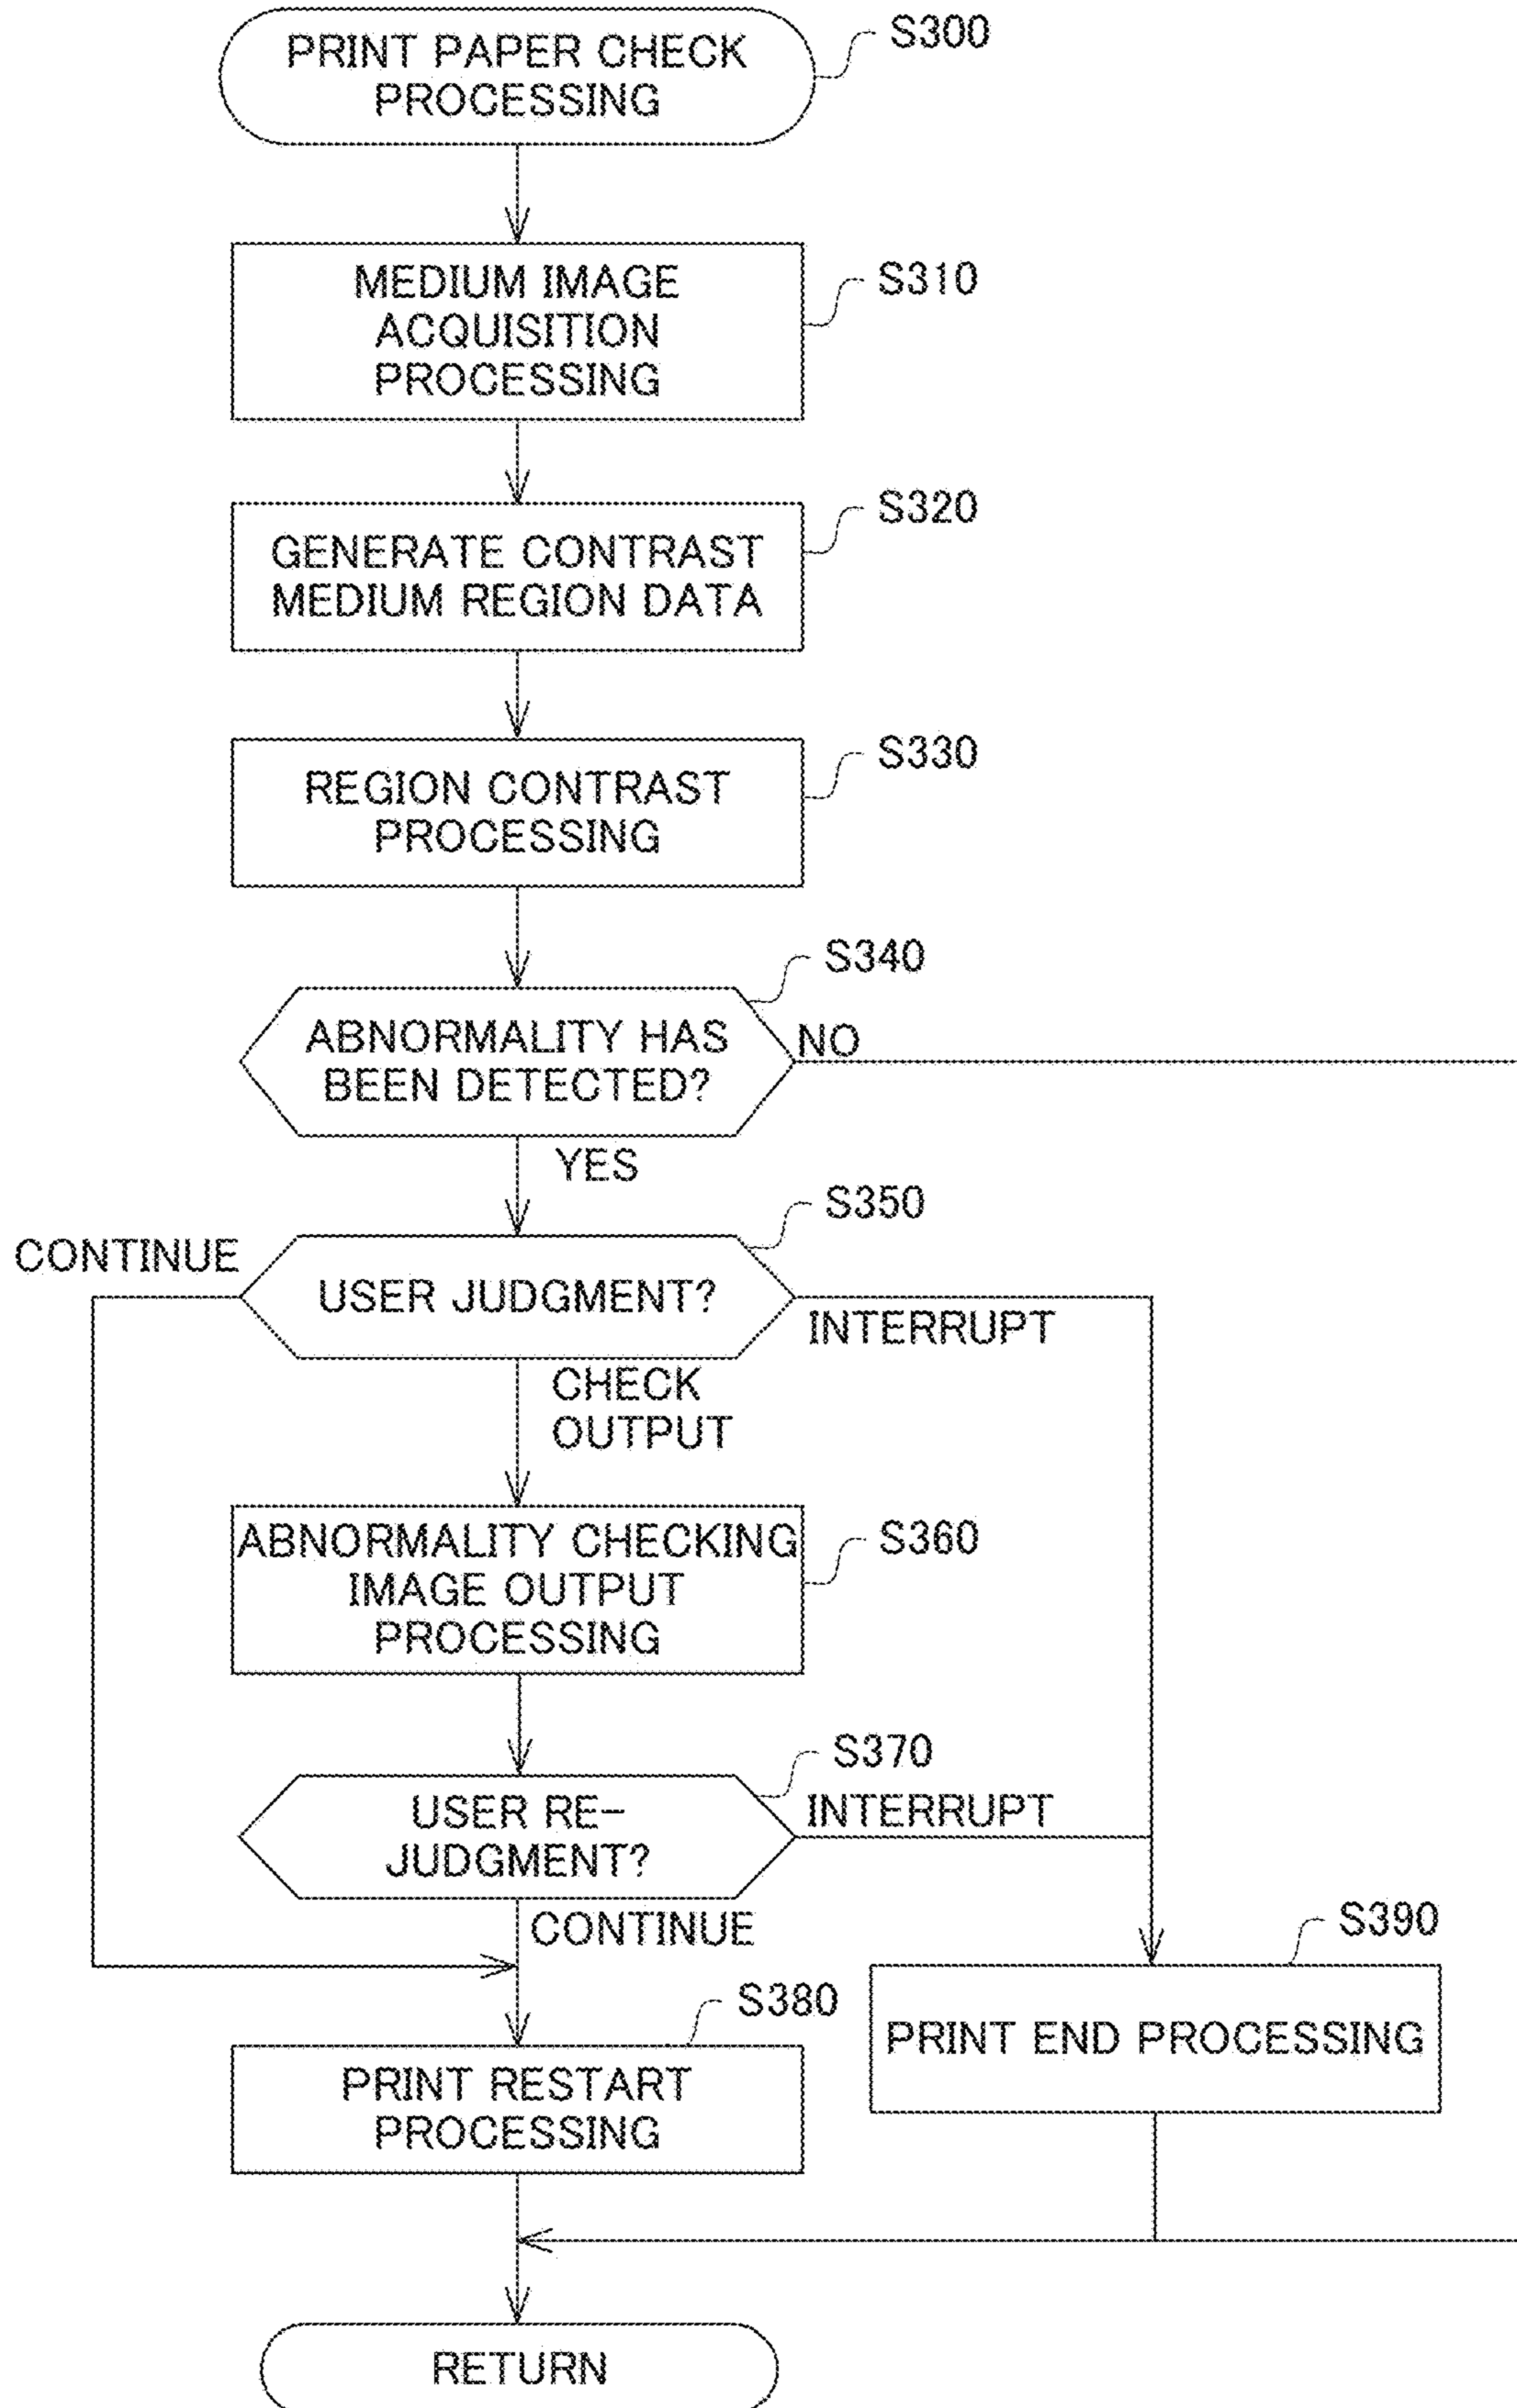 PRINT PAPER CHECK
PROCESSING
S300
MEDIUM IMAGE
ACQUISITION
PROCESSING
S310
GENERATE CONTRAST
MEDIUM REGION DATA
S320
REGION CONTRAST
PROCESSING
S330
ABNORMALITY HAS
BEEN DETECTED?
S340
NO
YES
USER JUDGMENT?
S350
CONTINUE
INTERRUPT
CHECK
OUTPUT
ABNORMALITY CHECKING
IMAGE OUTPUT
PROCESSING
S360
USER RE-
JUDGMENT?
S370
INTERRUPT
CONTINUE
PRINT RESTART
PROCESSING
S380
PRINT END PROCESSING
S390
RETURN